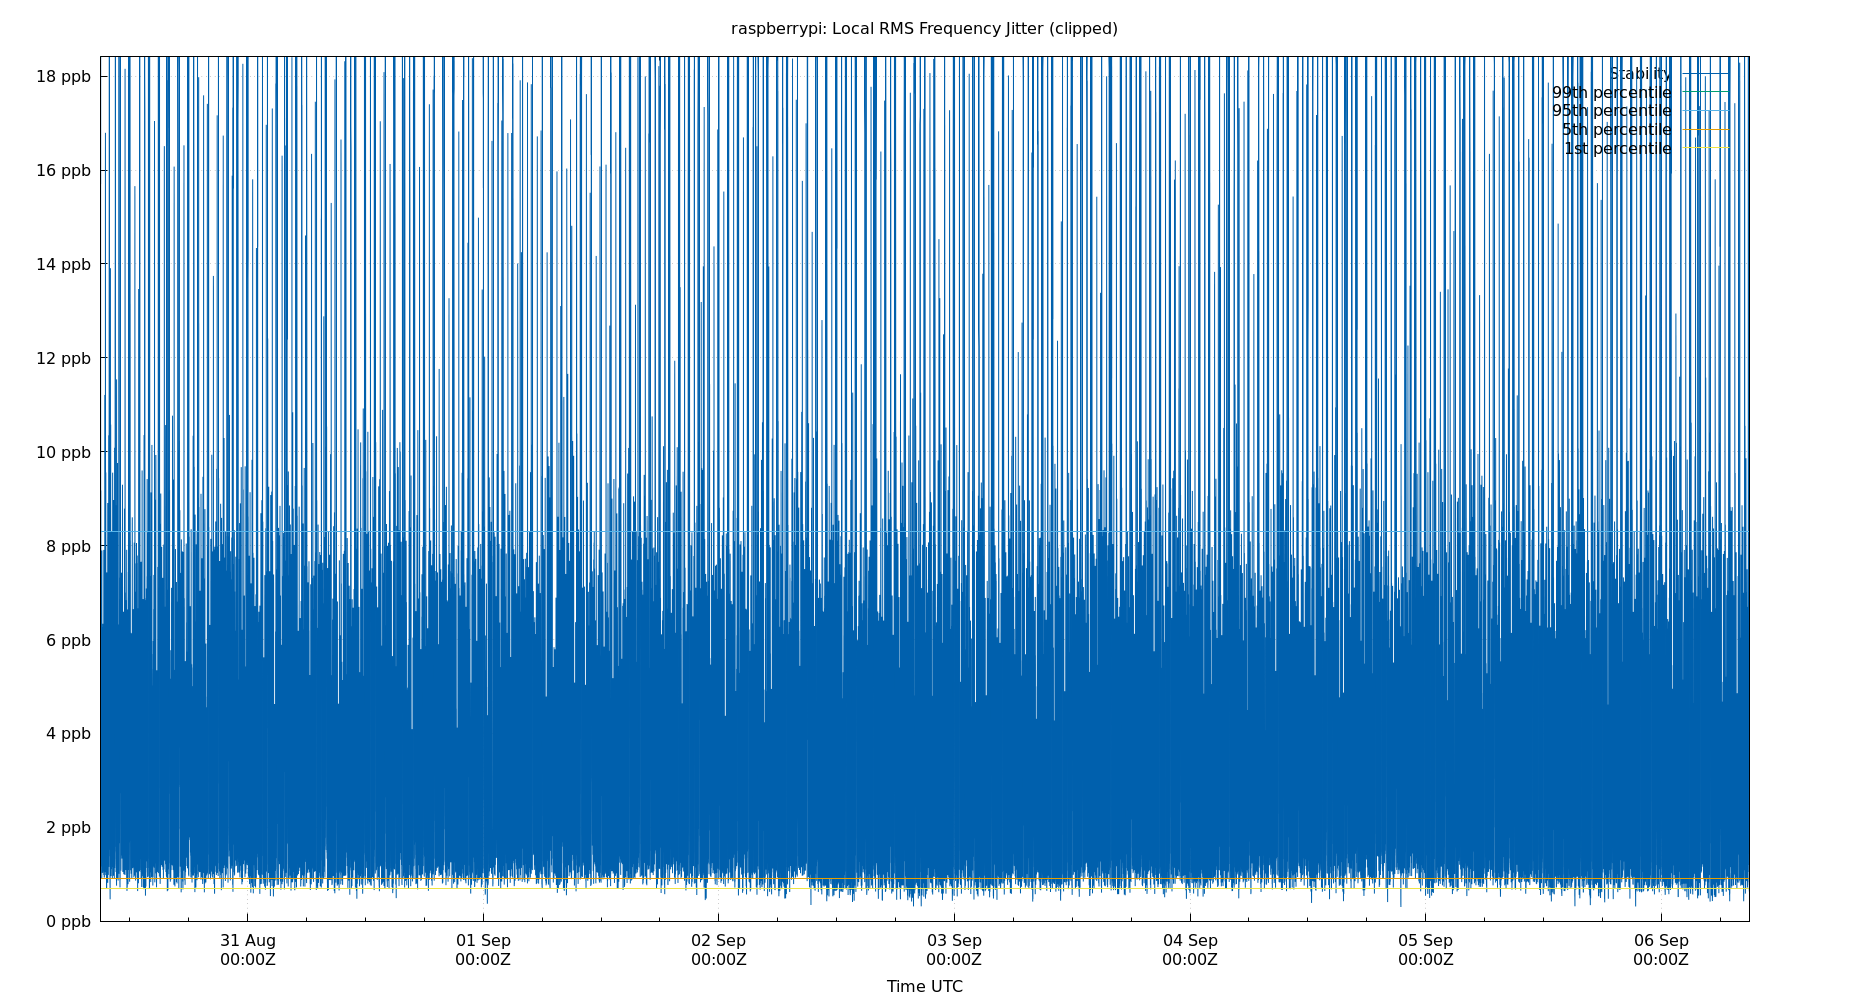 raspberrypi: Local RMS Frequency Jitter (clipped)
18 ppb
16 ppb
14 ppb
12 ppb
10 ppb
8 ppb
6 ppb
4 ppb
2 ppb
0 ppb
Stability
99th percentile
95th percentile
5th percentile
1st percentile
31 Aug
00:00Z
01 Sep
00:00Z
02 Sep
00:00Z
03 Sep
00:00Z
04 Sep
00:00Z
05 Sep
00:00Z
06 Sep
00:00Z
Time UTC